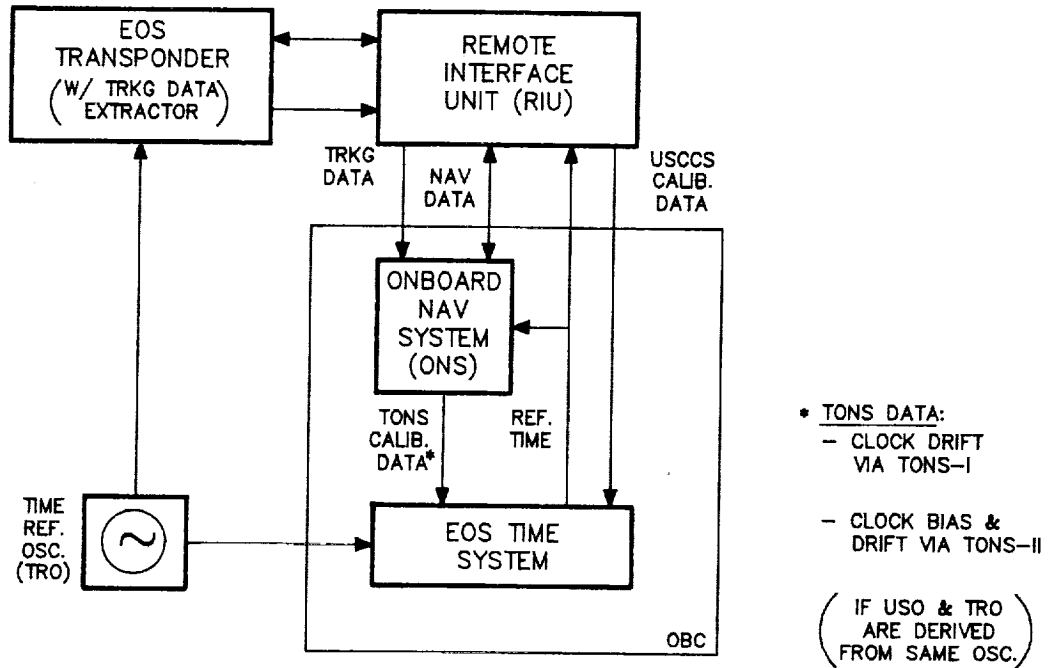 EOS
TRANSPONDER
(W/ TRKG DATA
EXTRACTOR)
REMOTE
INTERFACE
UNIT (RIU)
TRKG
DATA
NAV
DATA
USCCS
CALIB.
DATA
ONBOARD
NAV
SYSTEM
(ONS)
TONS
CALIB.
DATA*
REF.
TIME
TIME
REF.
OSC.
(TRO)
EOS TIME
SYSTEM
OBC
* TONS DATA:
– CLOCK DRIFT
VIA TONS–I
– CLOCK BIAS &
DRIFT VIA TONS–II
(IF USO & TRO
ARE DERIVED
FROM SAME OSC.)